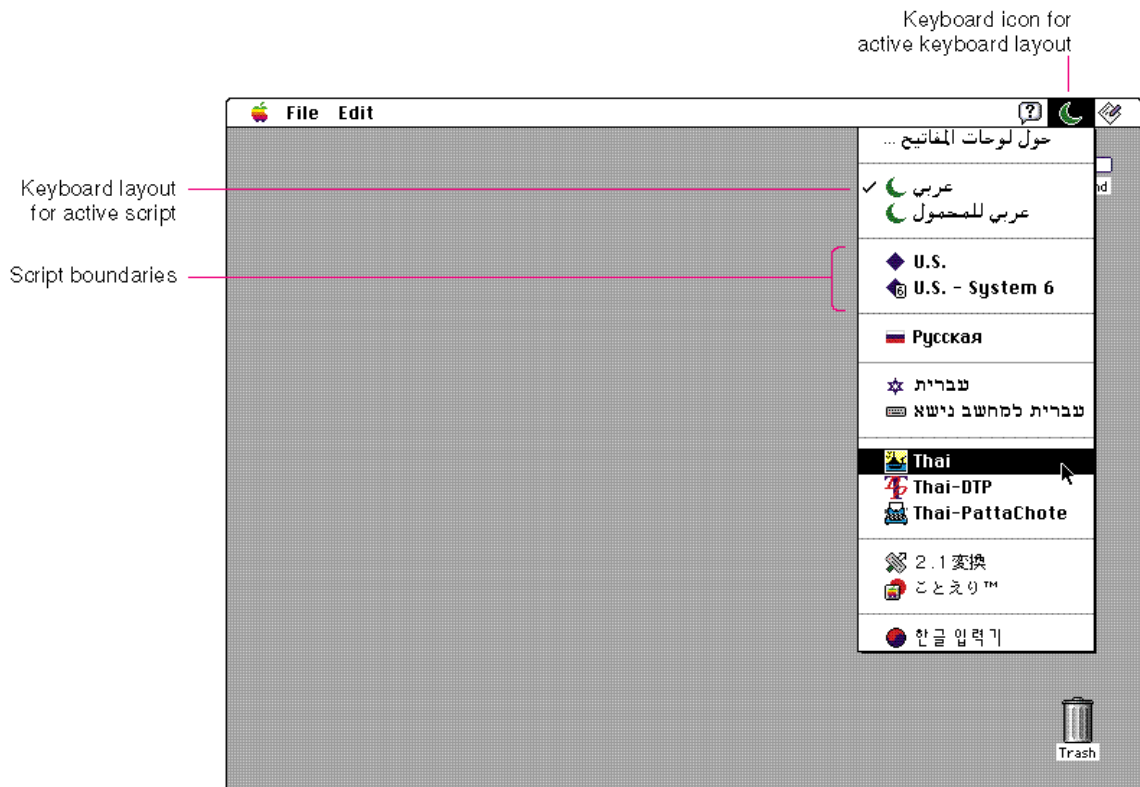 Keyboard icon for
active keyboard layout
File Edit
?
حول لوحات المفاتيح ...
Keyboard layout
for active script
عربي
عربي للمحمول
Script boundaries
U.S.
6 U.S. - System 6
Русская
עברית
עברית למחשב נישא
Thai
Thai-DTP
Thai-PattaChote
2.1変換
ことえり™
한글 입력기
Trash